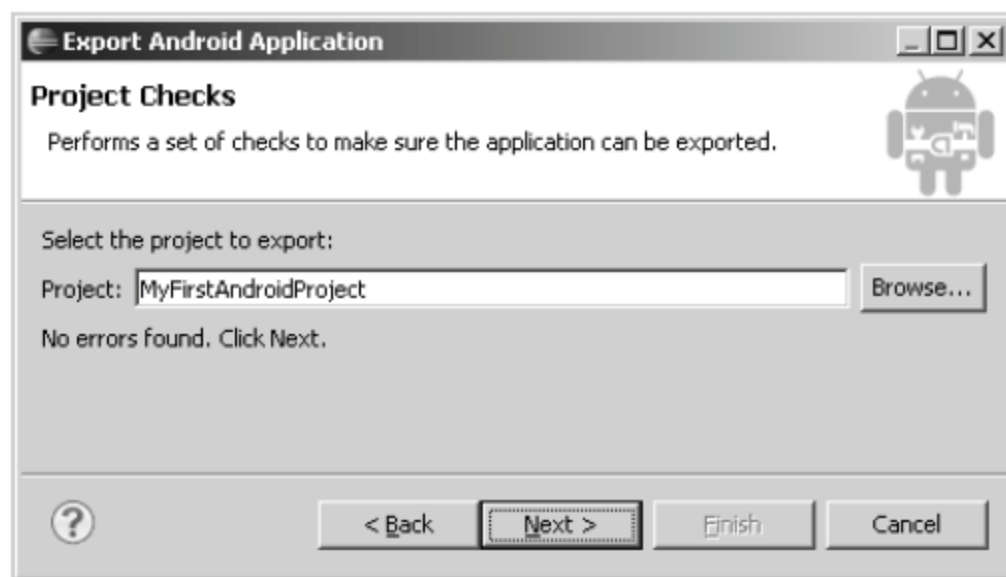 Export Android Application
Project Checks
Performs a set of checks to make sure the application can be exported.
Select the project to export:
Project: MyFirstAndroidProject Browse...
No errors found. Click Next.
? < Back Next > Finish Cancel